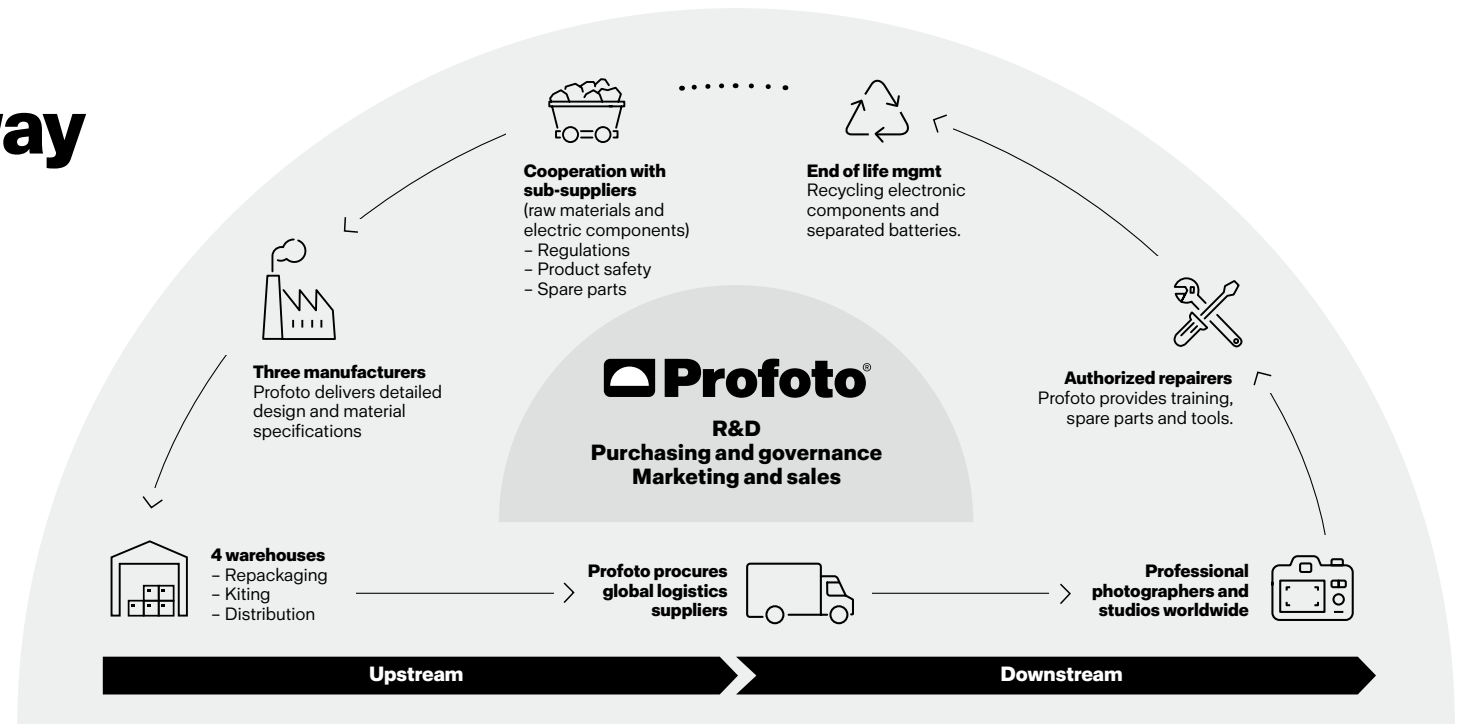 Cooperation with
sub-suppliers
(raw materials and
electric components)
– Regulations
– Product safety
– Spare parts
End of life mgmt
Recycling electronic
components and
separated batteries.
Three manufacturers
Profoto delivers detailed
design and material
specifications
Profoto®
R&D
Purchasing and governance
Marketing and sales
Authorized repairers
Profoto provides training,
spare parts and tools.
4 warehouses
– Repackaging
– Kiting
– Distribution
Profoto procures
global logistics
suppliers
Professional
photographers and
studios worldwide
Upstream
Downstream